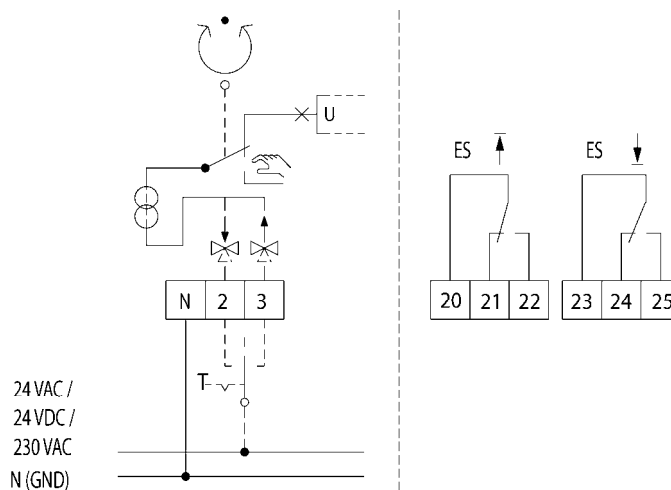 U
ES
ES
N 2 3
20 21 22
23 24 25
T
24 VAC /
24 VDC /
230 VAC
N (GND)